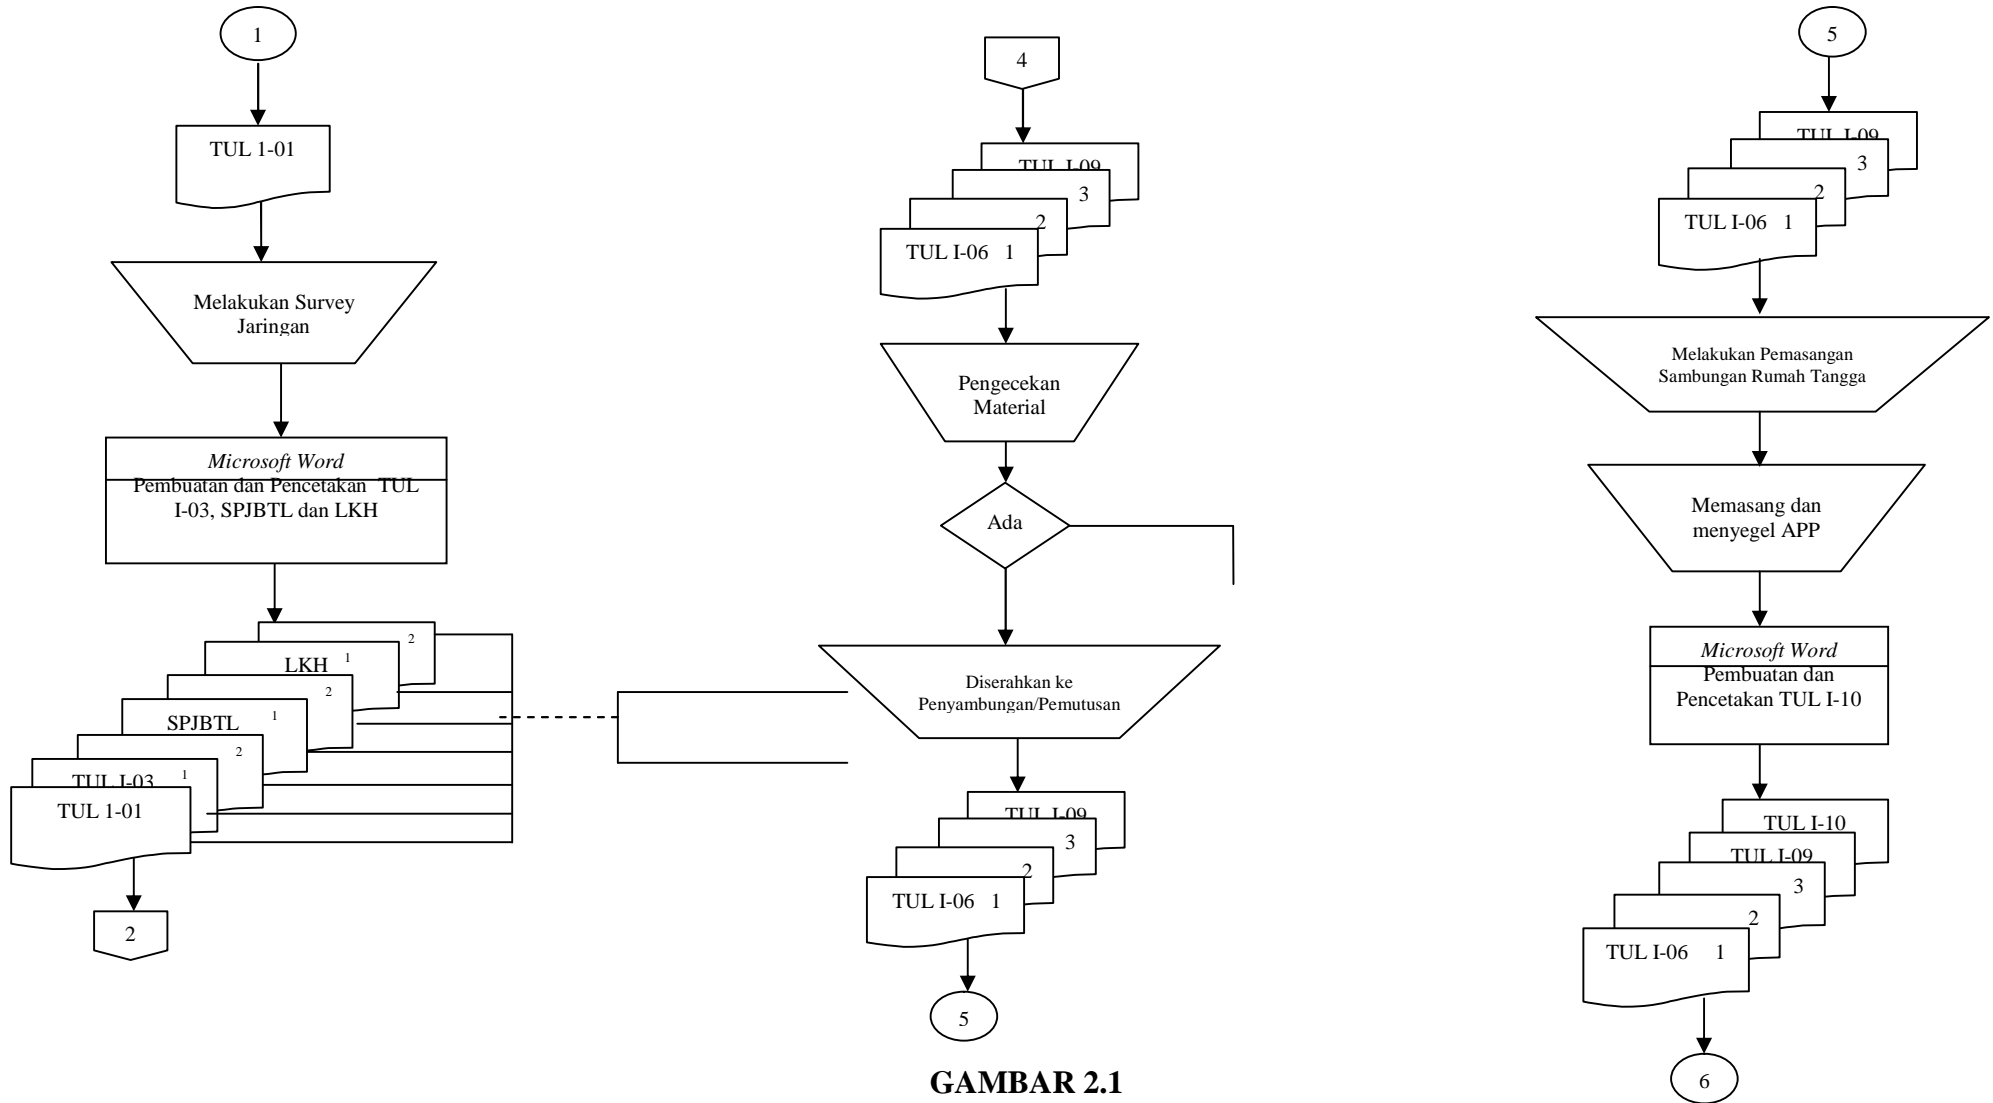 1
TUL 1-01
Melakukan Survey
Jaringan
Microsoft Word
Pembuatan dan Pencetakan TUL
I-03, SPJBTL dan LKH
2
LKH 1
2
SPJBTL 1
2
TUL I-03 1
TUL 1-01
2
4
TUL I-09
3
2
TUL I-06 1
Pengecekan
Material
Ada
Diserahkan ke
Penyambungan/Pemutusan
TUL I-09
3
2
TUL I-06 1
5
GAMBAR 2.1
5
TUL I-09
3
2
TUL I-06 1
Melakukan Pemasangan
Sambungan Rumah Tangga
Memasang dan
menyegel APP
Microsoft Word
Pembuatan dan
Pencetakan TUL I-10
TUL I-10
TUL I-09
3
2
TUL I-06 1
6